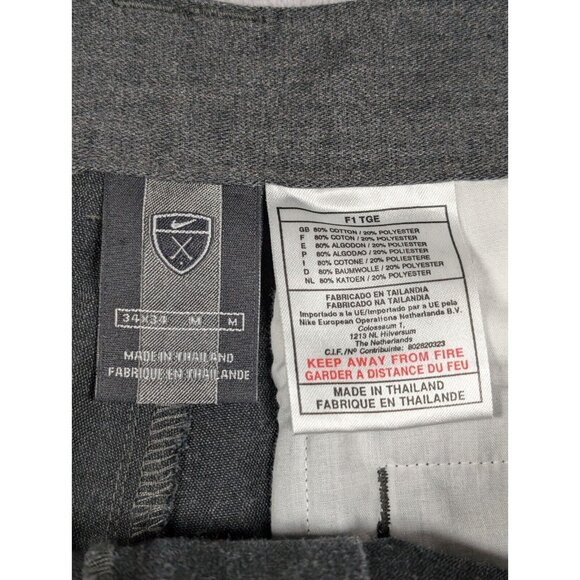 34X34 M M
MADE IN THAILAND
FABRIQUE EN THAILANDE
F1 TGE
GB 80% COTTON / 20% POLYESTER
F 80% COTON / 20% POLYESTER
E 80% ALGODON / 20% POLIESTER
P 80% ALGODAO / 20% POLIESTER
I 80% COTONE / 20% POLIESTERE
D 80% BAUMWOLLE / 20% POLYESTER
NL 80% KATOEN / 20% POLYESTER
FABRICADO EN TAILANDIA
FABRICADO NA TAILANDIA
Importado a la UE/Importado par a UE pela
Nike European Operations Netherlands B.V.
Colosseum 1,
1213 NL Hilversum
The Netherlands
C.I.F./Nº Contribuinte: 802620323
KEEP AWAY FROM FIRE
GARDER A DISTANCE DU FEU
MADE IN THAILAND
FABRIQUE EN THAILANDE